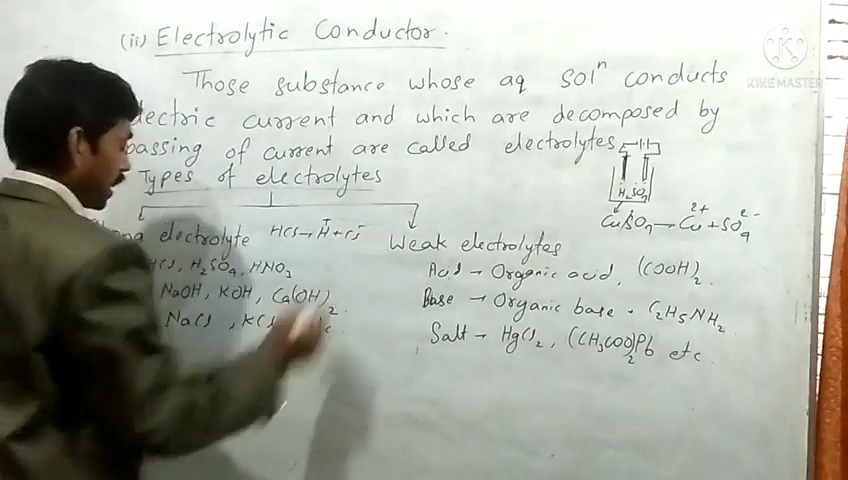 (ii) Electrolytic Conductor.
Those substance whose aq solⁿ conducts
KINEMASTER
lectric current and which are decomposed by
passing of current are called electrolytes.
Types of electrolytes
H₂SO₄
CuSO₄ → Cu²⁺ + SO₄²⁻
electrolyte HCl → H⁺ + Cl⁻ Weak electrolytes
HCl, H₂SO₄, HNO₃ Acid → Organic acid, (COOH)₂.
NaOH, KOH, Ca(OH)₂. Base → Organic base. C₂H₅NH₂
NaCl, KCl Salt → HgCl₂, (CH₃COO)₂Pb etc.